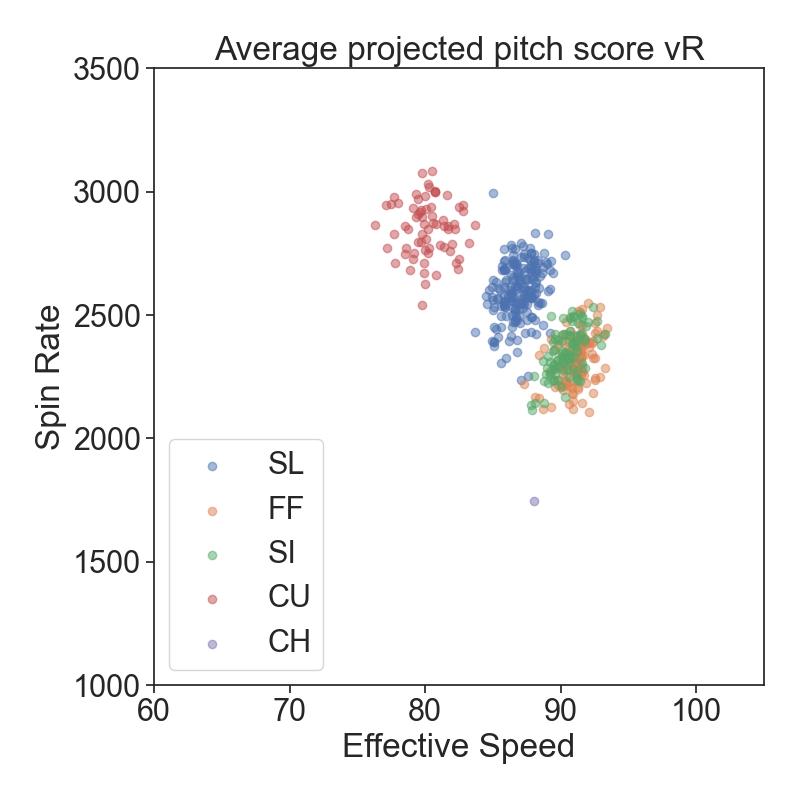 Average projected pitch score vR
3500
3000
2500
2000
1500
1000
Spin Rate
SL
FF
SI
CU
CH
60 70 80 90 100
Effective Speed